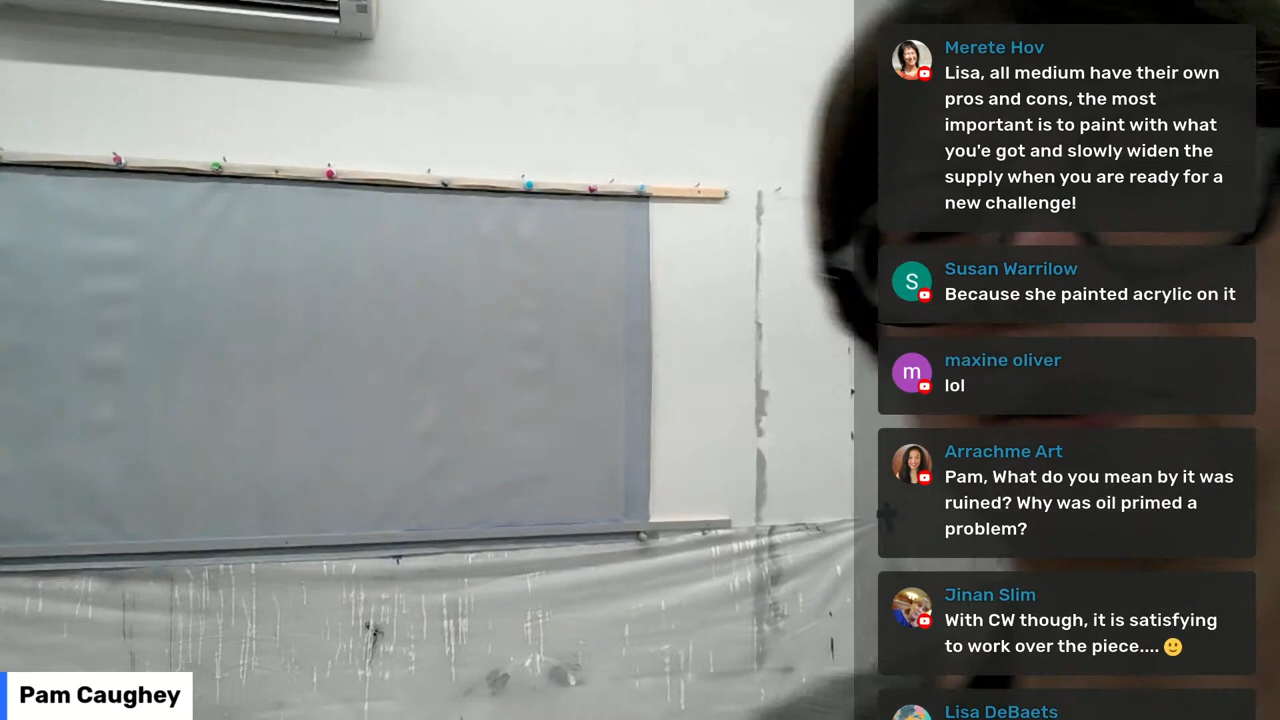 Merete Hov
Lisa, all medium have their own
pros and cons, the most
important is to paint with what
you'e got and slowly widen the
supply when you are ready for a
new challenge!
Susan Warrilow
S
Because she painted acrylic on it
maxine oliver
m
lol
Arrachme Art
Pam, What do you mean by it was
ruined? Why was oil primed a
problem?
Jinan Slim
With CW though, it is satisfying
to work over the piece.... 🙂
Lisa DeBaets
Pam Caughey